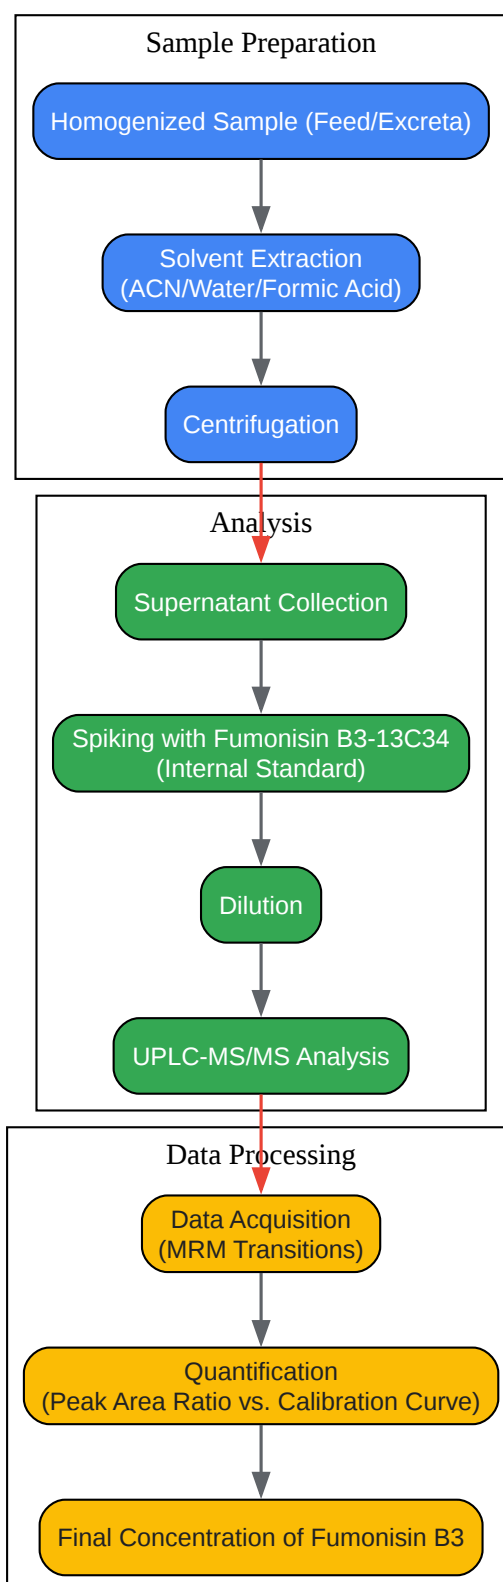 Sample Preparation
Homogenized Sample (Feed/Excreta)
Solvent Extraction
(ACN/Water/Formic Acid)
Centrifugation
Analysis
Supernatant Collection
Spiking with Fumonisin B3-13C34
(Internal Standard)
Dilution
UPLC-MS/MS Analysis
Data Processing
Data Acquisition
(MRM Transitions)
Quantification
(Peak Area Ratio vs. Calibration Curve)
Final Concentration of Fumonisin B3